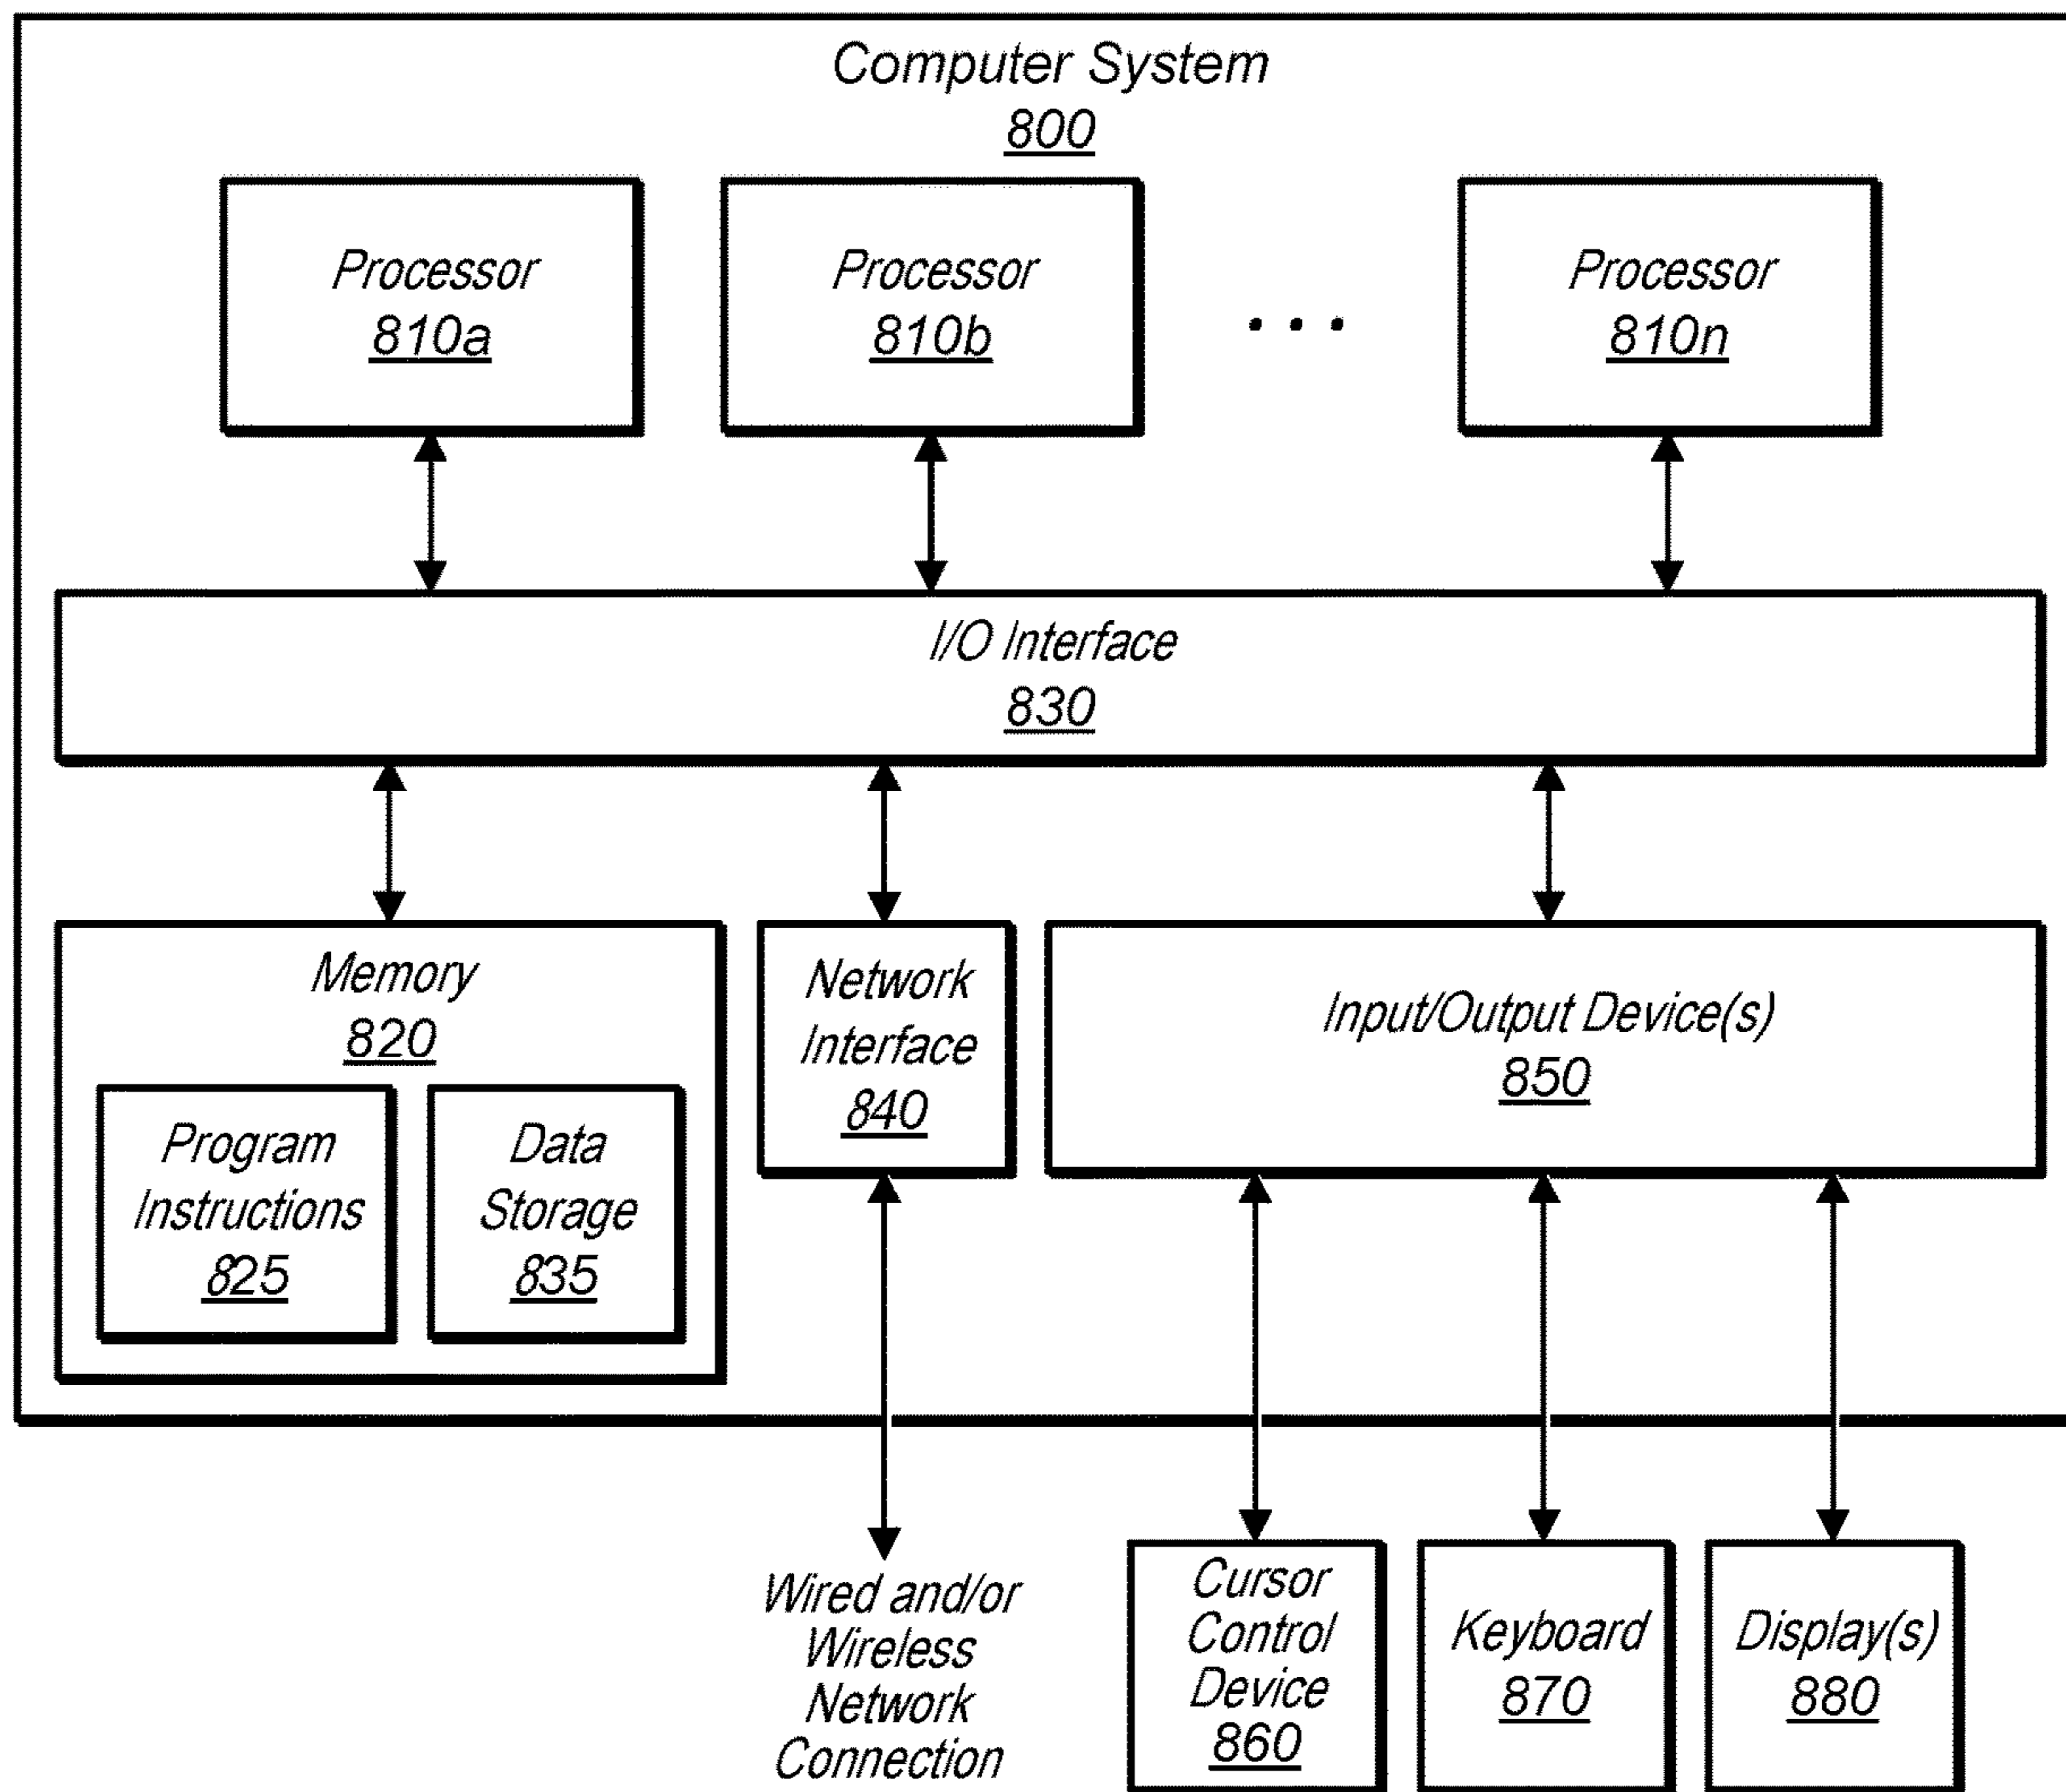 Computer System
800
Processor
810a
Processor
810b
. . .
Processor
810n
I/O Interface
830
Memory
820
Program
Instructions
825
Data
Storage
835
Network
Interface
840
Input/Output Device(s)
850
Wired and/or
Wireless
Network
Connection
Cursor
Control
Device
860
Keyboard
870
Display(s)
880